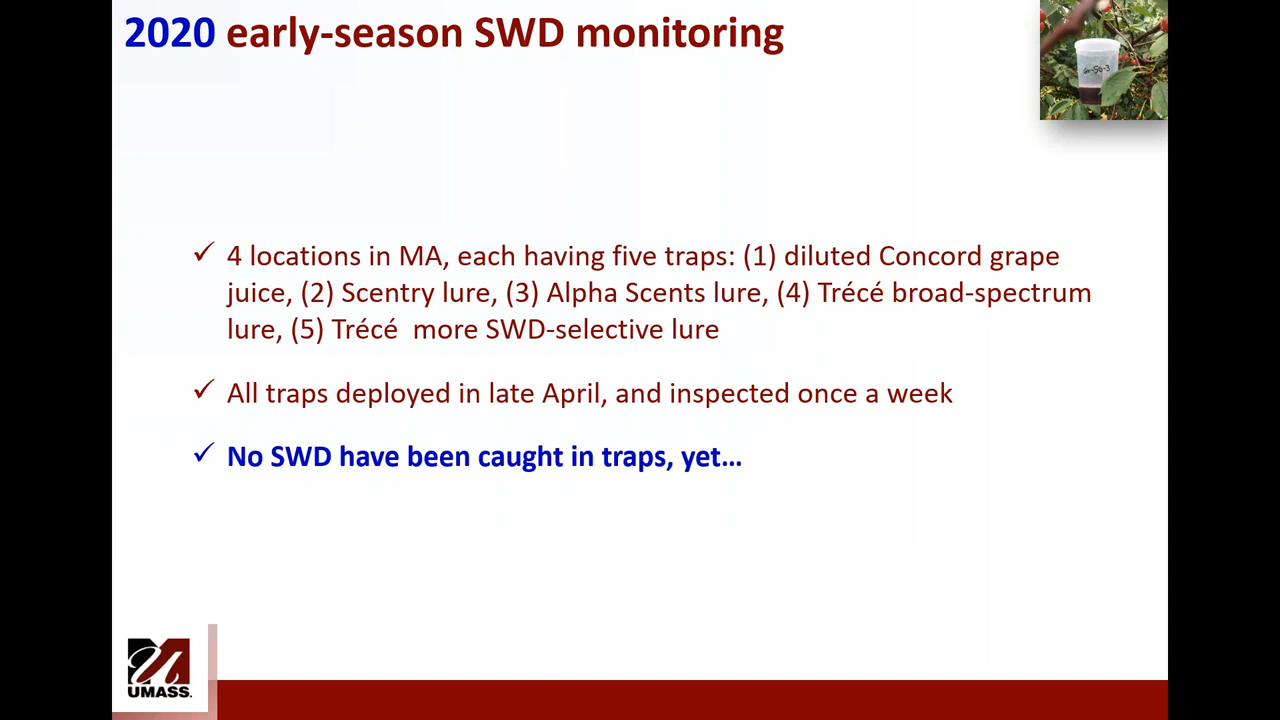 2020 early-season SWD monitoring
✓ 4 locations in MA, each having five traps: (1) diluted Concord grape
juice, (2) Scentry lure, (3) Alpha Scents lure, (4) Trécé broad-spectrum
lure, (5) Trécé more SWD-selective lure
✓ All traps deployed in late April, and inspected once a week
✓ No SWD have been caught in traps, yet...
UMASS.